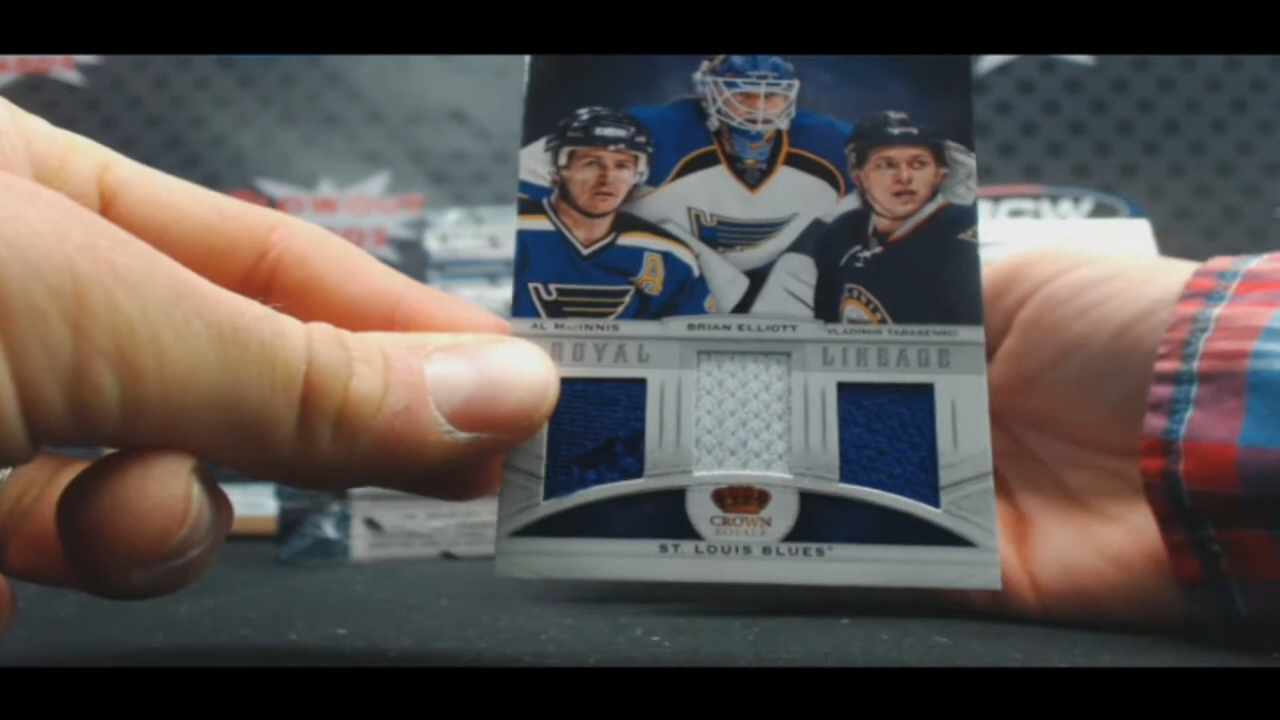 AL MacINNIS
BRIAN ELLIOTT
VLADIMIR TARASENKO
ROYAL LINEAGE
A
CROWN
ROYALE
ST. LOUIS BLUES